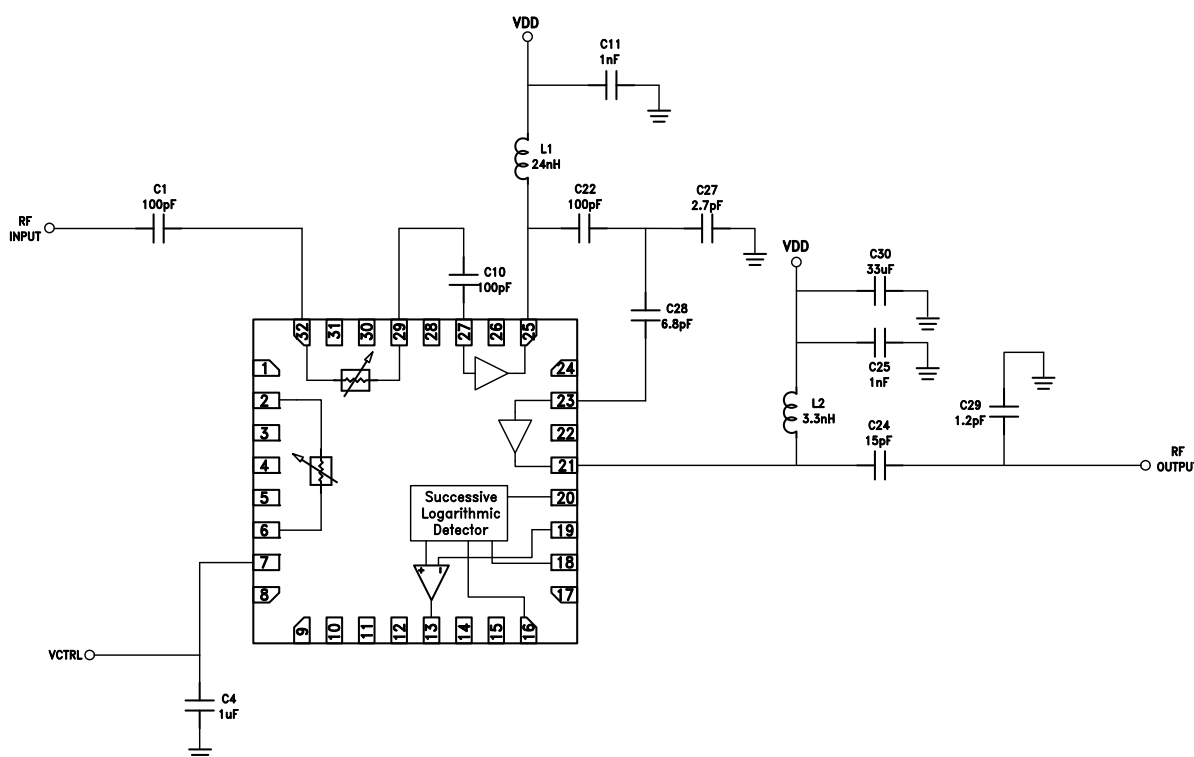 VDD
C11
1nF
L1
24nH
C1
100pF
C22
100pF
C27
2.7pF
RF
INPUT
VDD
C30
33uF
C10
100pF
C28
6.8pF
32
31
30
29
28
27
26
25
C25
1nF
1
24
2
23
L2
3.3nH
C29
1.2pF
3
22
C24
15pF
4
21
RF
OUTPU
5
Successive
Logarithmic
Detector
20
6
19
7
+ -
18
8
17
9
10
11
12
13
14
15
16
VCTRL
C4
1uF